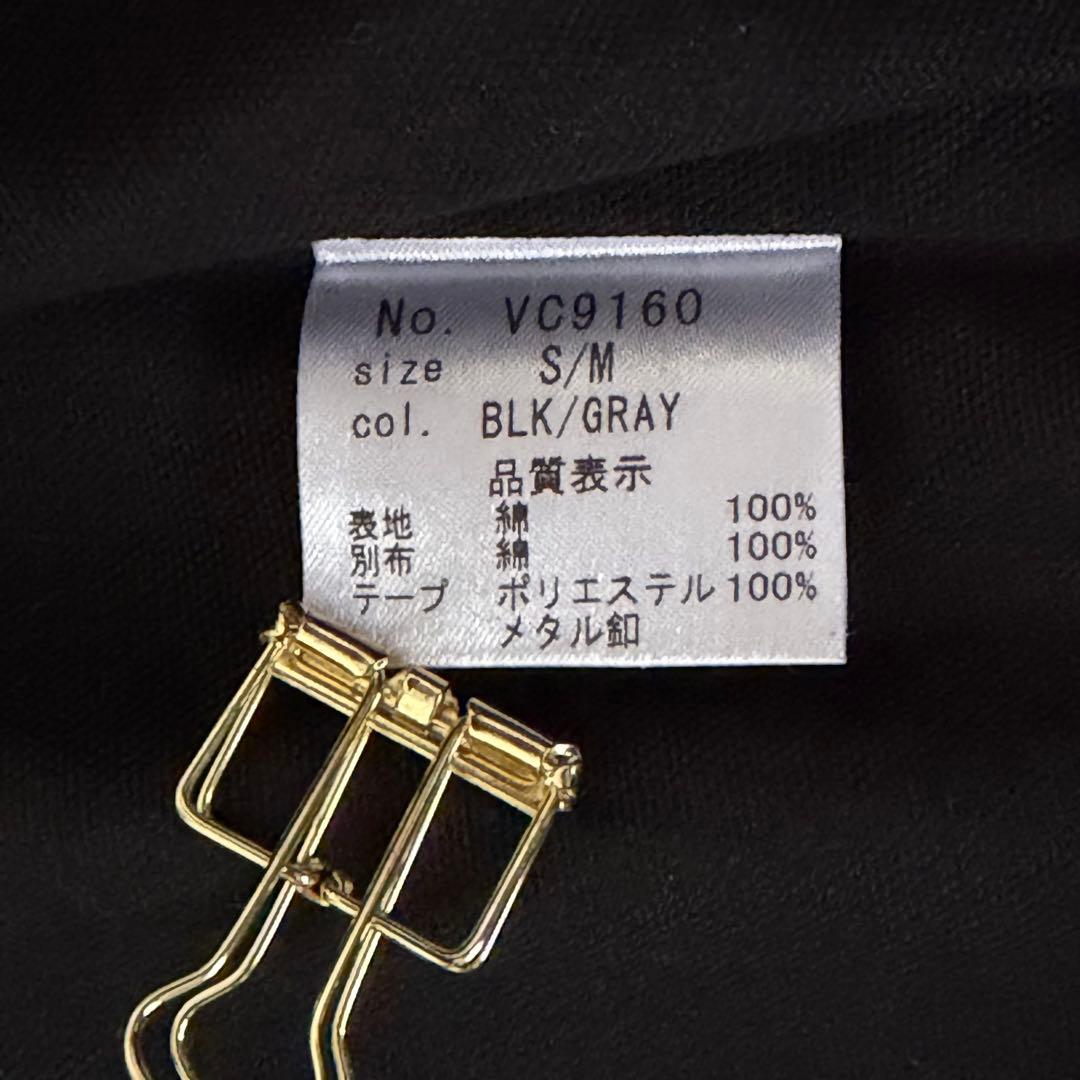 No. VC9160
size S/M
col. BLK/GRAY
品質表示
表地 綿 100%
別布 綿 100%
テープ ポリエステル 100%
メタル釦